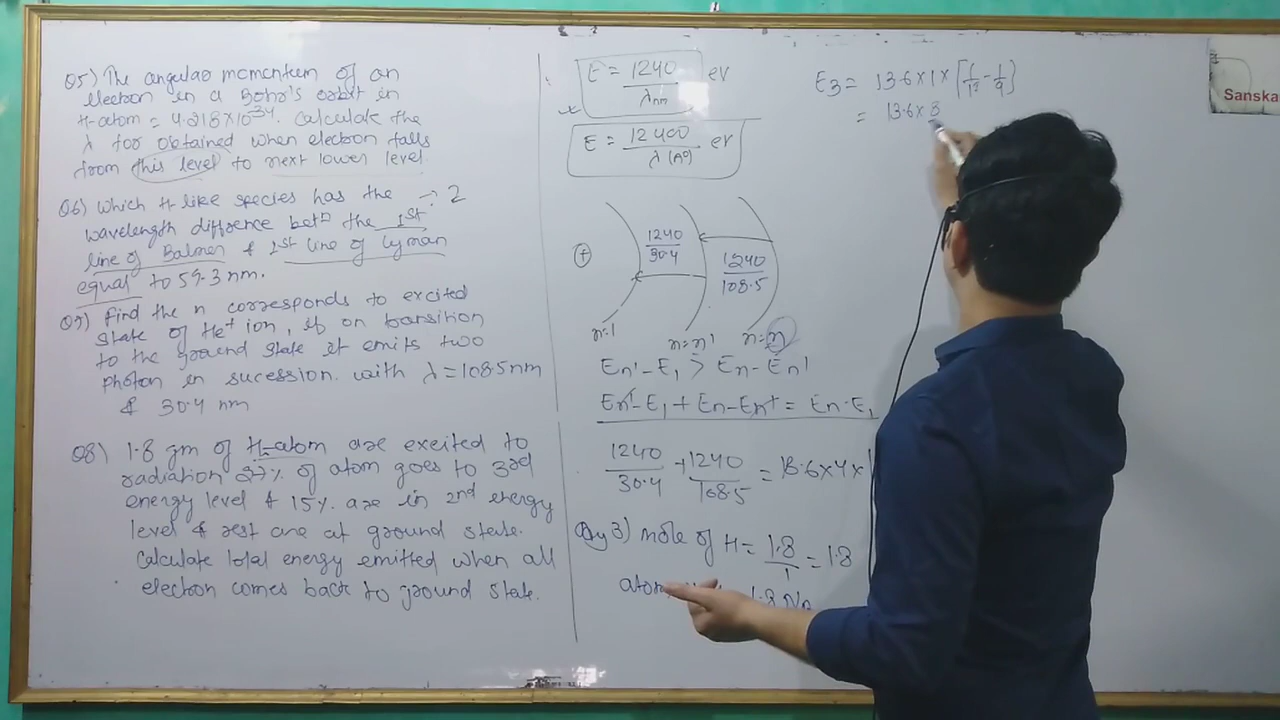 Q5) The angular momentum of an
electron in a Bohr's orbit in
H-atom = 4.218×10⁻³⁴. Calculate the
λ for obtained when electron falls
from this level to next lower level.
Q6) Which H like species has the → 2
wavelength diffrence betⁿ the 1st
line of Balmer & 1st line of Lyman
equal to 59.3 nm.
Q7) Find the n corresponds to excited
state of He⁺ ion, if on transition
to the ground state it emits two
photon in sucession. with λ = 108.5 nm
& 30.4 nm
Q8) 1.8 gm of H-atom are excited to
radiation 27% of atom goes to 3rd
energy level & 15% are in 2nd energy
level & rest are at ground state.
Calculate total energy emitted when all
electron comes back to ground state.
E = 1240/λnm ev
E = 12400/λ(A°) ev
(+)
1240/30.4
1240/108.5
n=1 n=n' n=n
En' - E1 > En - En'
En' - E1 + En - En' = En - E1
1240/30.4 + 1240/108.5 = 13.6×4×
3) mole of H = 1.8/1 = 1.8
1.8 NA
E3 = 13.6×1×[1/1² - 1/9]
= 13.6×8
Sanska